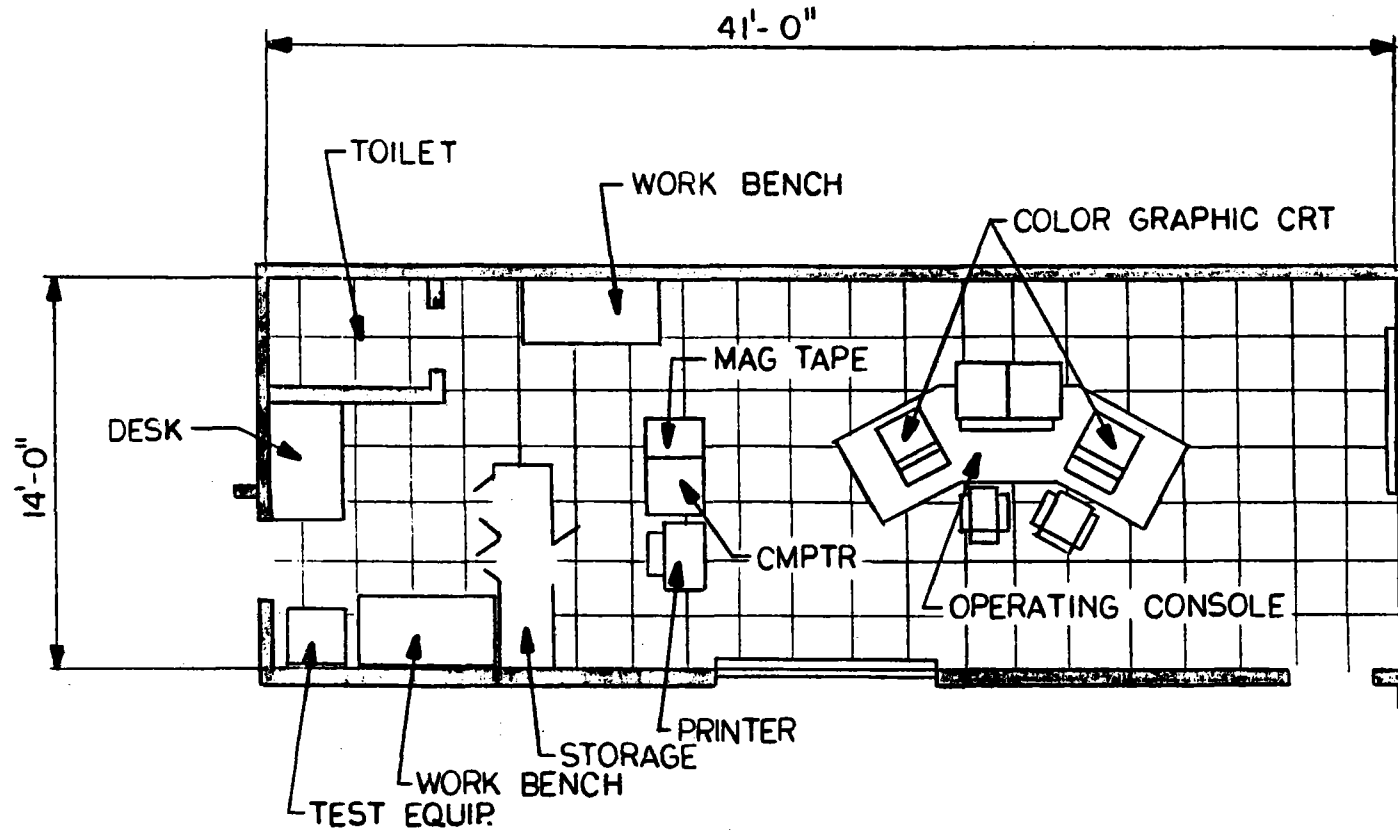 41'-0"
TOILET
WORK BENCH
COLOR GRAPHIC CRT
MAG TAPE
DESK
14'-0"
CMPTR
OPERATING CONSOLE
PRINTER
STORAGE
WORK BENCH
TEST EQUIP.